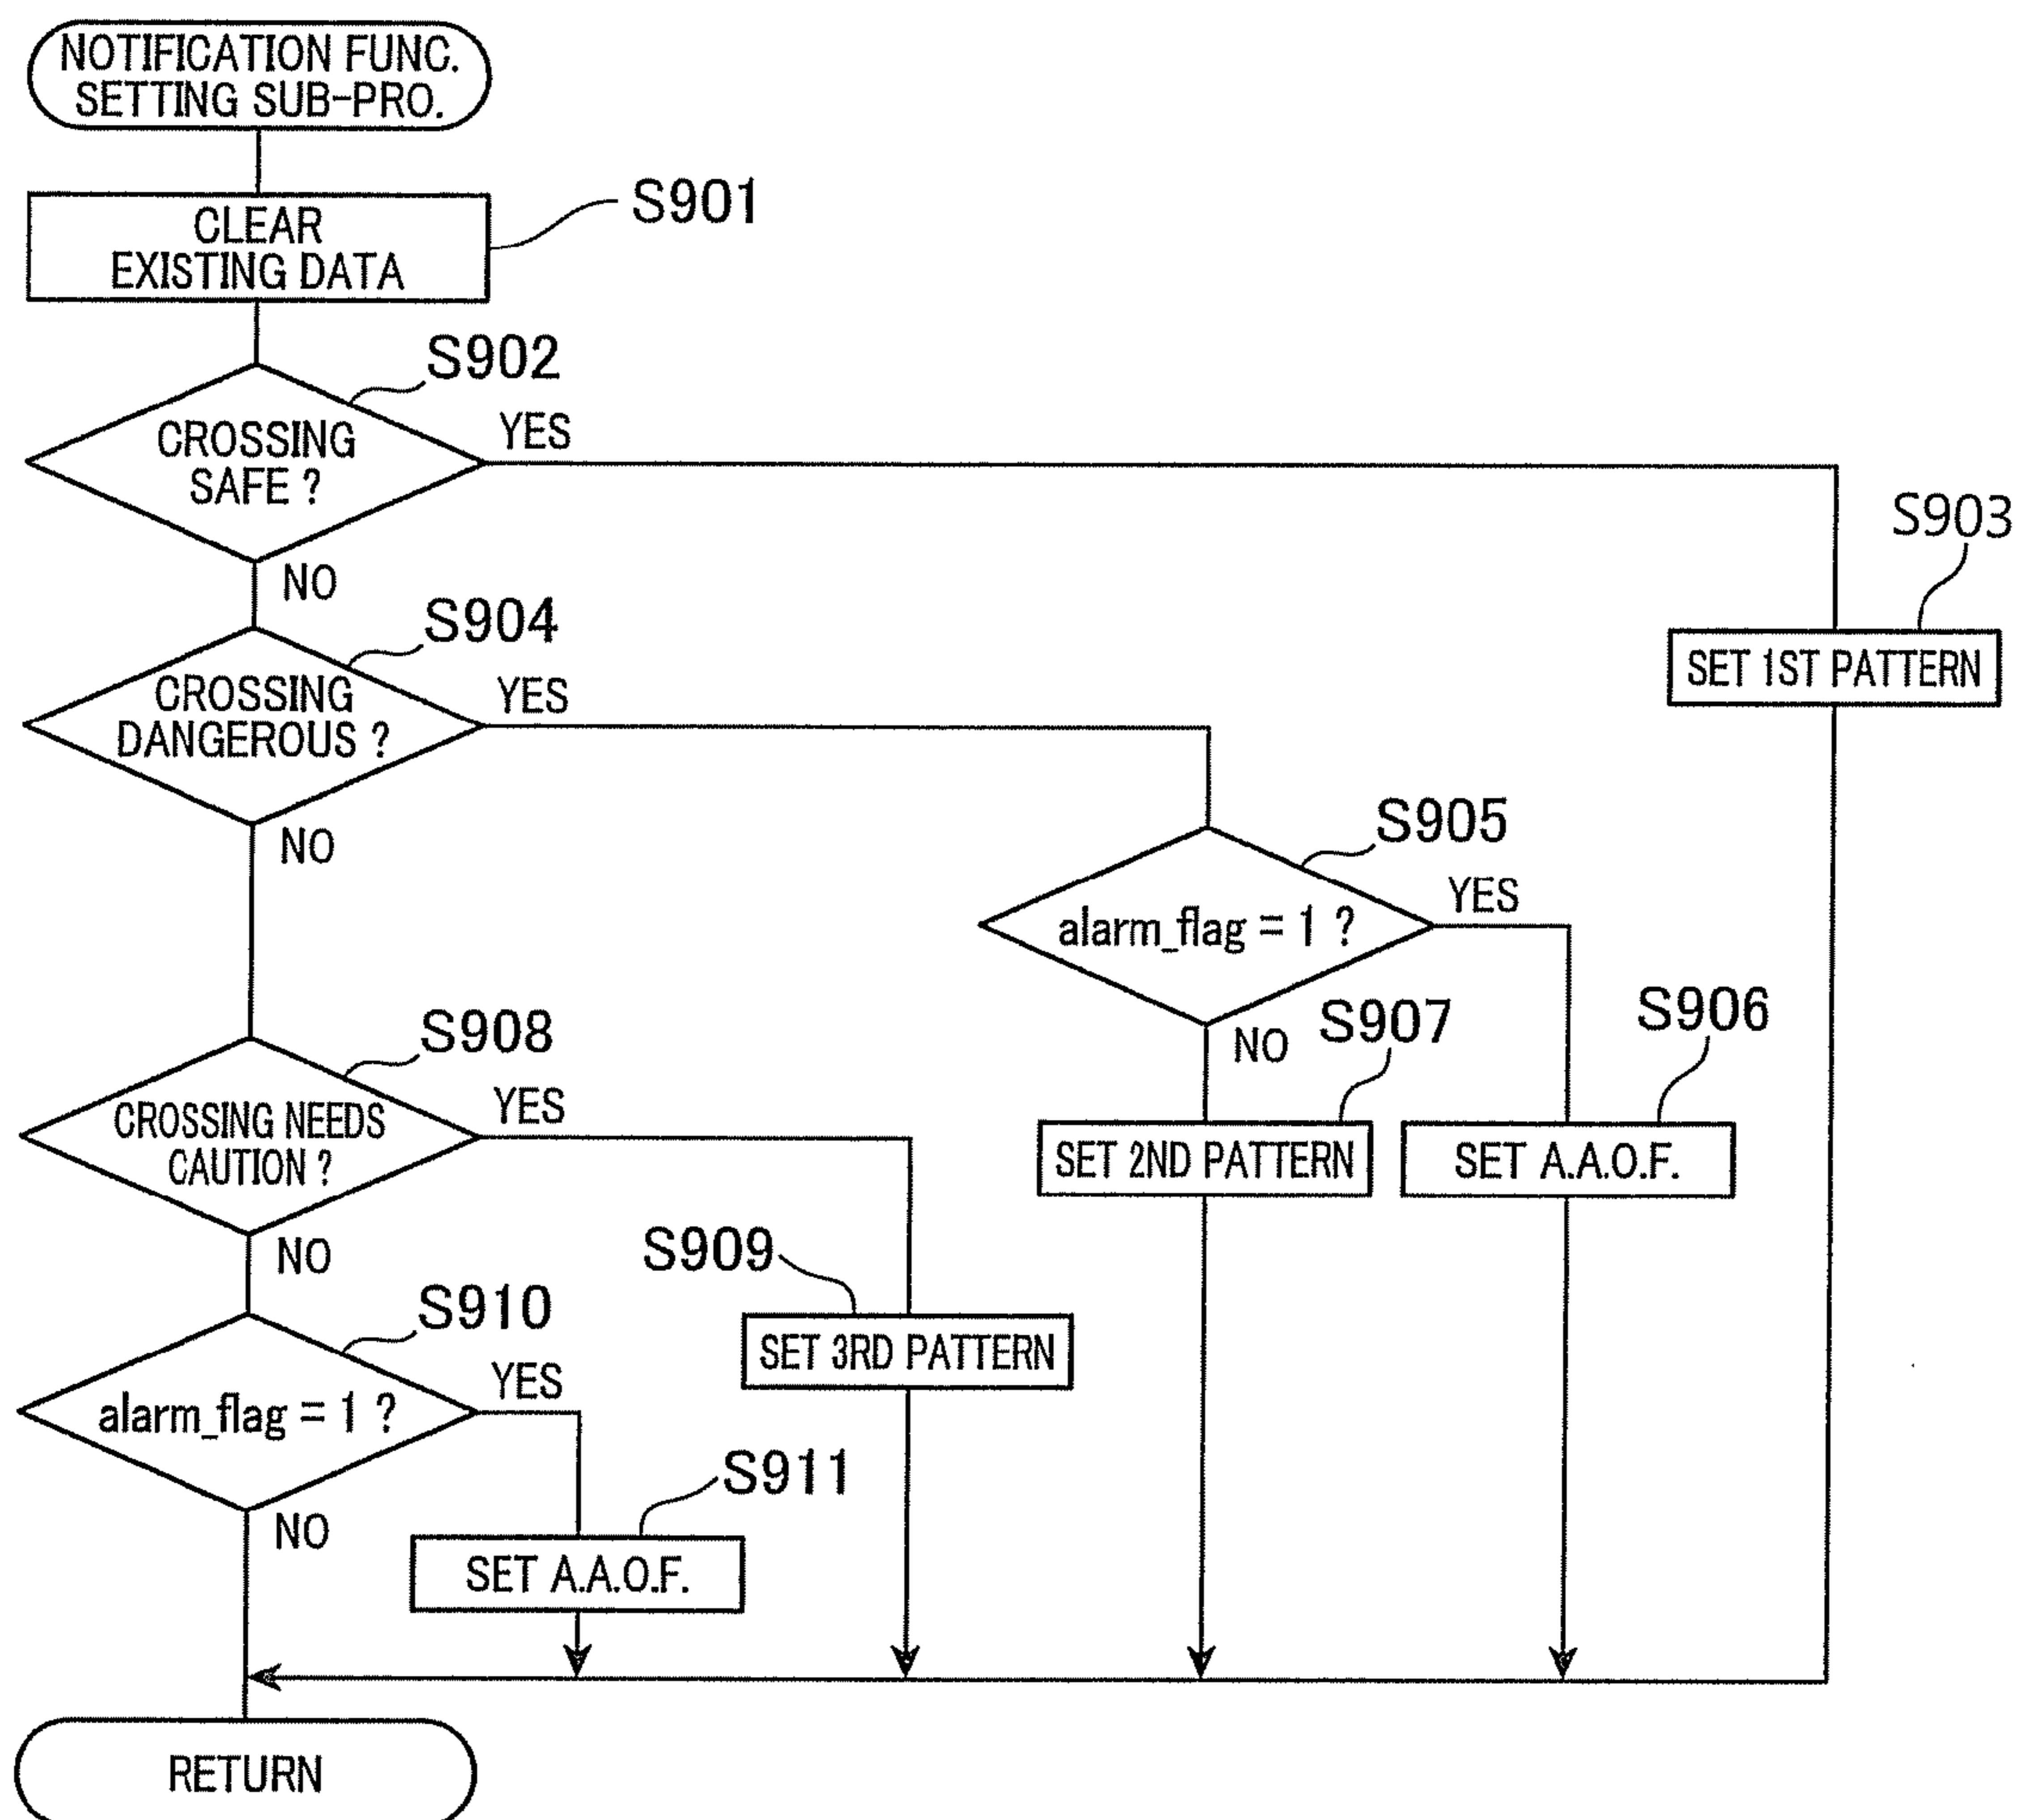 NOTIFICATION FUNC.
SETTING SUB-PRO.
CLEAR
EXISTING DATA
S901
S902
CROSSING
SAFE ?
YES
NO
S903
SET 1ST PATTERN
S904
CROSSING
DANGEROUS ?
YES
NO
S905
alarm_flag = 1 ?
YES
NO
S906
SET A.A.O.F.
S907
SET 2ND PATTERN
S908
CROSSING NEEDS
CAUTION ?
YES
NO
S909
SET 3RD PATTERN
S910
alarm_flag = 1 ?
YES
NO
S911
SET A.A.O.F.
RETURN